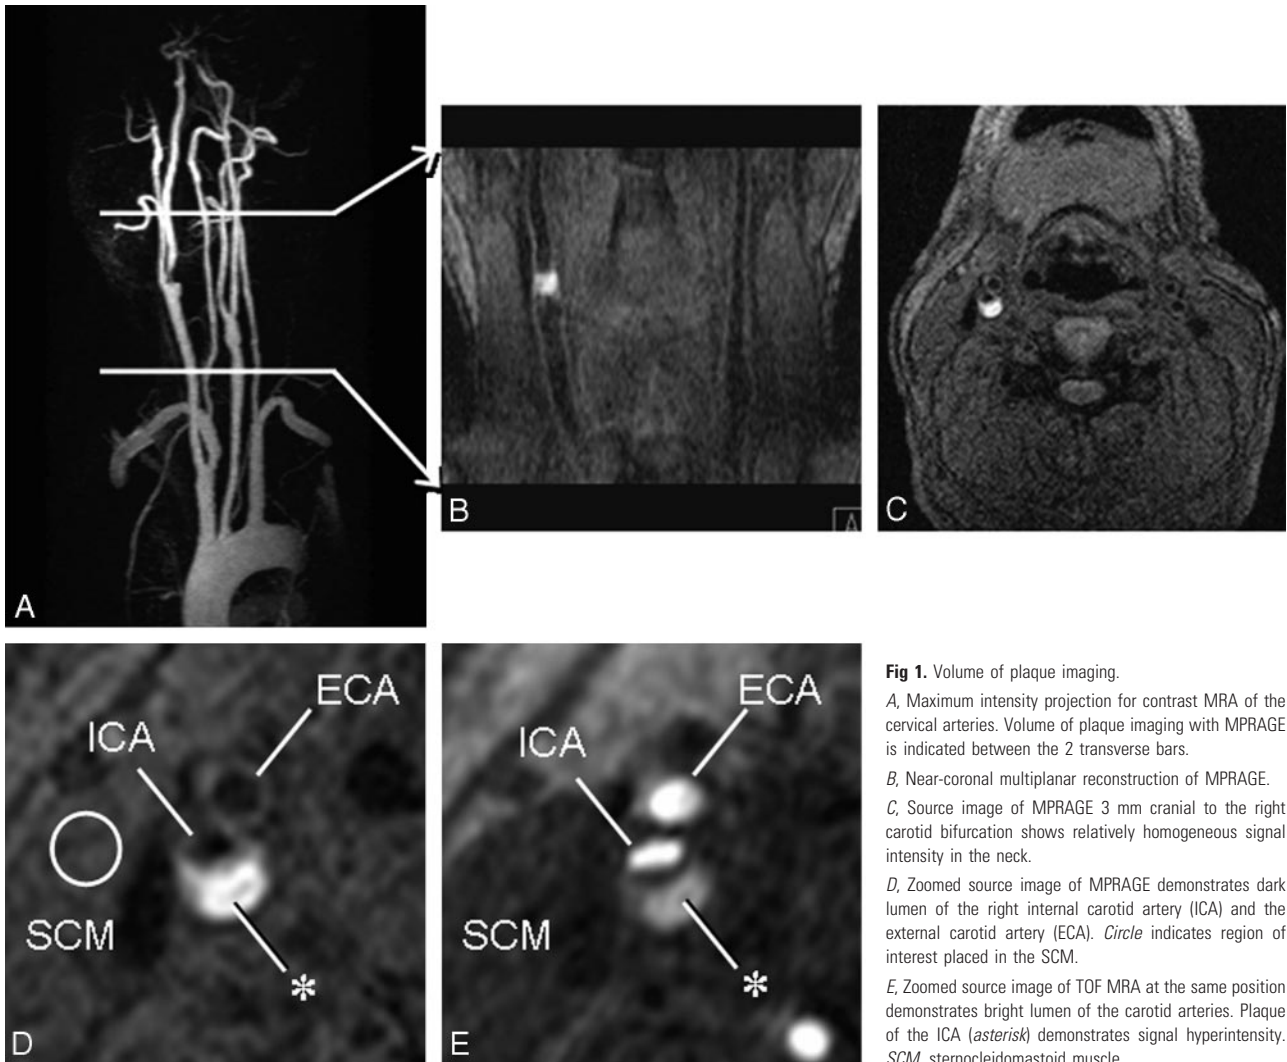 A
B
A
C
ECA
ICA
SCM
*
D
ECA
ICA
SCM
*
E
Fig 1. Volume of plaque imaging.
A, Maximum intensity projection for contrast MRA of the
cervical arteries. Volume of plaque imaging with MPRAGE
is indicated between the 2 transverse bars.
B, Near-coronal multiplanar reconstruction of MPRAGE.
C, Source image of MPRAGE 3 mm cranial to the right
carotid bifurcation shows relatively homogeneous signal
intensity in the neck.
D, Zoomed source image of MPRAGE demonstrates dark
lumen of the right internal carotid artery (ICA) and the
external carotid artery (ECA). Circle indicates region of
interest placed in the SCM.
E, Zoomed source image of TOF MRA at the same position
demonstrates bright lumen of the carotid arteries. Plaque
of the ICA (asterisk) demonstrates signal hyperintensity.
SCM, sternocleidomastoid muscle.